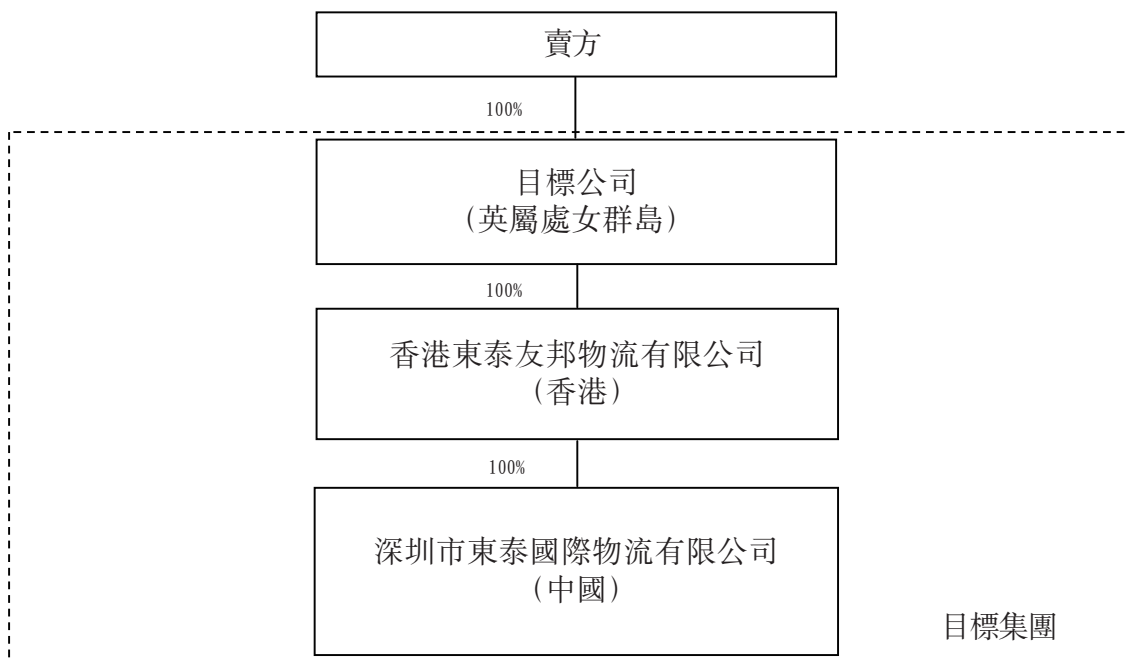 賣方
100%
目標公司
（英屬處女群島）
100%
香港東泰友邦物流有限公司
（香港）
100%
深圳市東泰國際物流有限公司
（中國）
目標集團